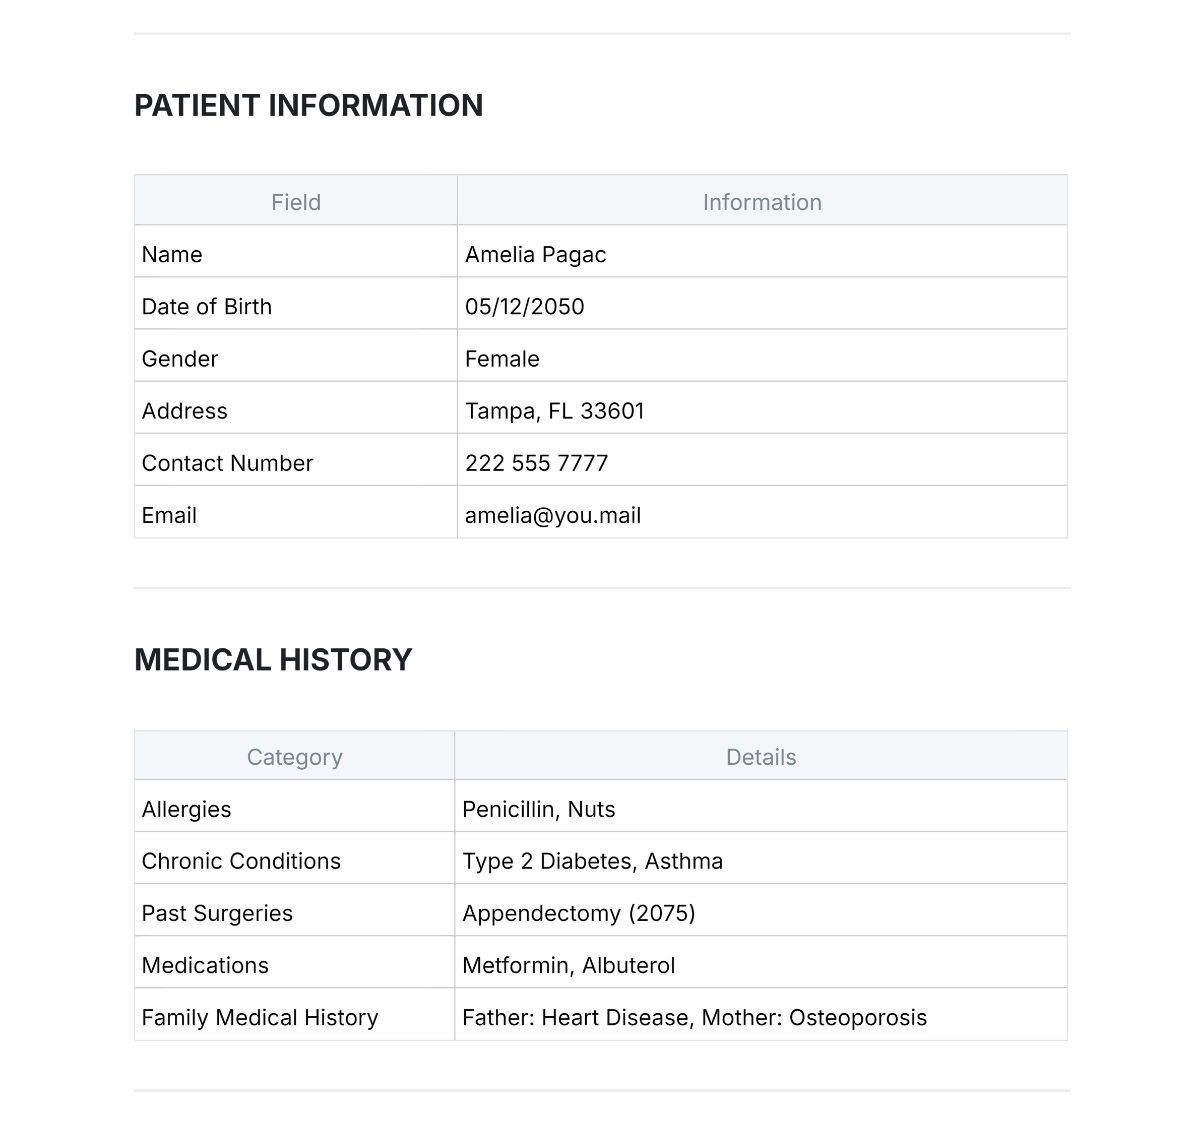 PATIENT INFORMATION
Field Information
Name Amelia Pagac
Date of Birth 05/12/2050
Gender Female
Address Tampa, FL 33601
Contact Number 222 555 7777
Email amelia@you.mail
MEDICAL HISTORY
Category Details
Allergies Penicillin, Nuts
Chronic Conditions Type 2 Diabetes, Asthma
Past Surgeries Appendectomy (2075)
Medications Metformin, Albuterol
Family Medical History Father: Heart Disease, Mother: Osteoporosis